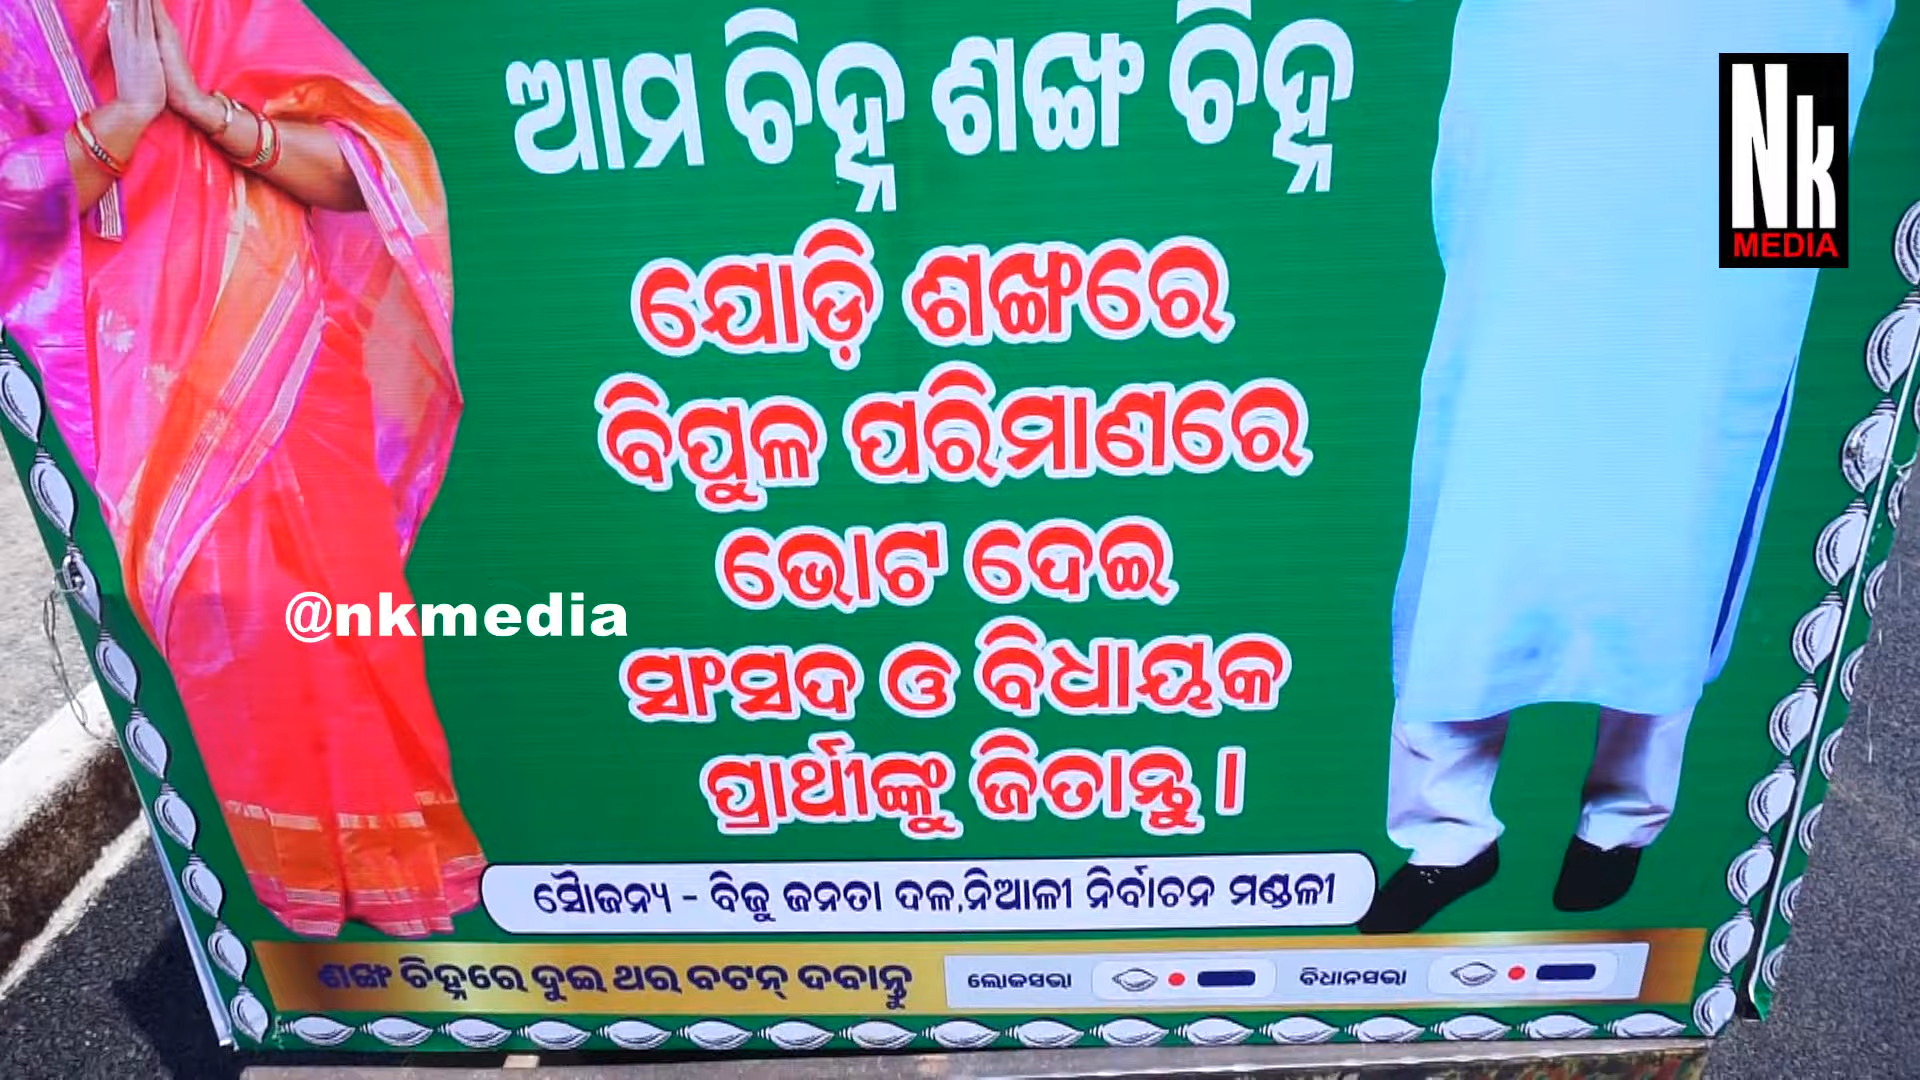 ଆମ ଚିହ୍ନ ଶଙ୍ଖ ଚିହ୍ନ
Nk
MEDIA
ଯୋଡ଼ି ଶଙ୍ଖରେ
ବିପୁଳ ପରିମାଣରେ
ଭୋଟ ଦେଇ
@nkmedia
ସାଂସଦ ଓ ବିଧାୟକ
ପ୍ରାର୍ଥୀଙ୍କୁ ଜିତାନ୍ତୁ ।
ସୌଜନ୍ୟ - ବିଜୁ ଜନତା ଦଳ,ନିଆଳୀ ନିର୍ବାଚନ ମଣ୍ଡଳୀ
ଶଙ୍ଖ ଚିହ୍ନରେ ଦୁଇ ଥର ବଟନ୍ ଦବାନ୍ତୁ ଲୋକସଭା ବିଧାନସଭା